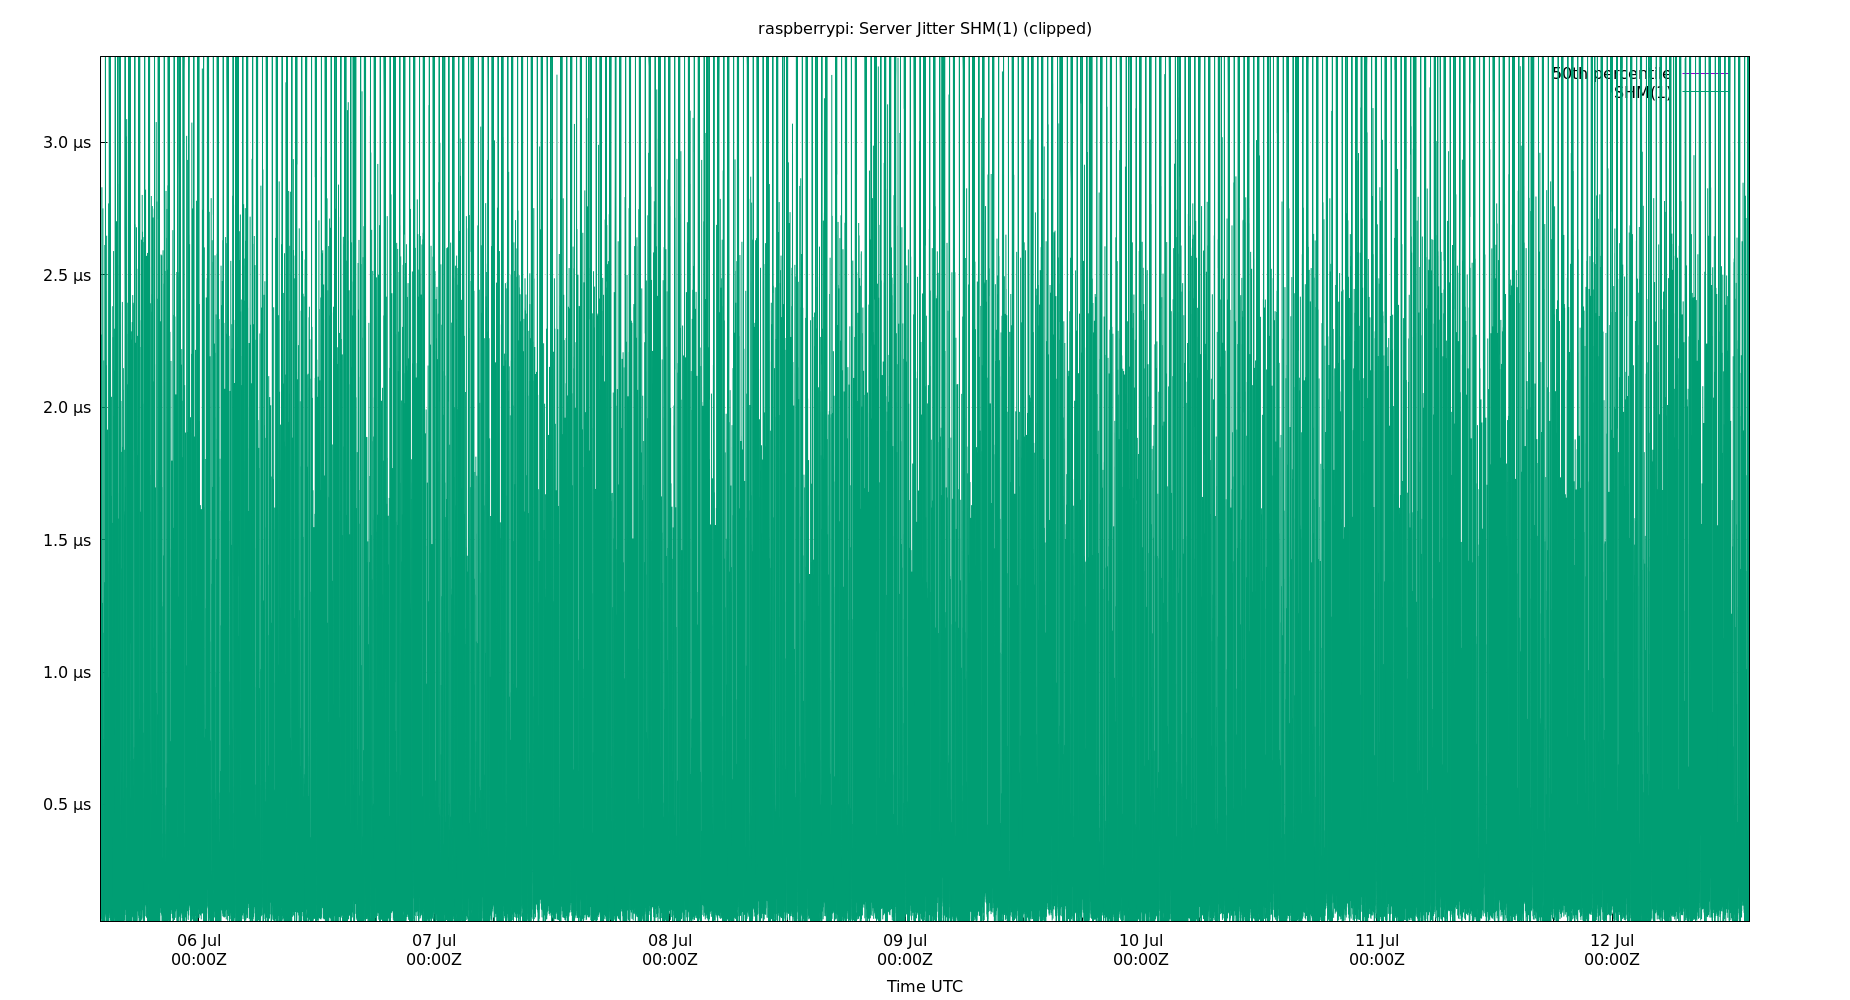 raspberrypi: Server Jitter SHM(1) (clipped)
50th percentile
SHM(1)
3.0 µs
2.5 µs
2.0 µs
1.5 µs
1.0 µs
0.5 µs
06 Jul 07 Jul 08 Jul 09 Jul 10 Jul 11 Jul 12 Jul
00:00Z 00:00Z 00:00Z 00:00Z 00:00Z 00:00Z 00:00Z
Time UTC